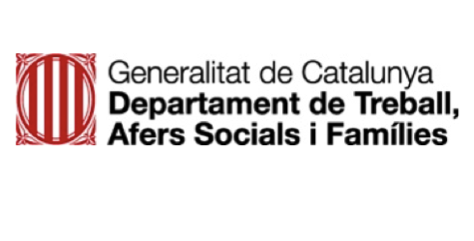 Generalitat de Catalunya
Departament de Treball,
Afers Socials i Famílies